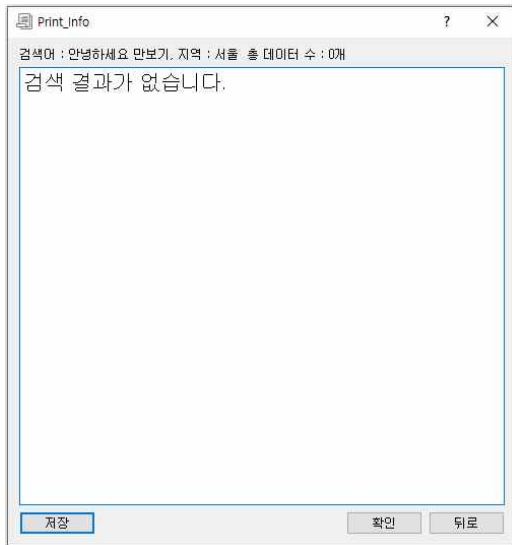 Print_Info
검색어 : 안녕하세요 만보기, 지역 : 서울 총 데이터 수 : 0개
검색 결과가 없습니다.
저장 확인 뒤로